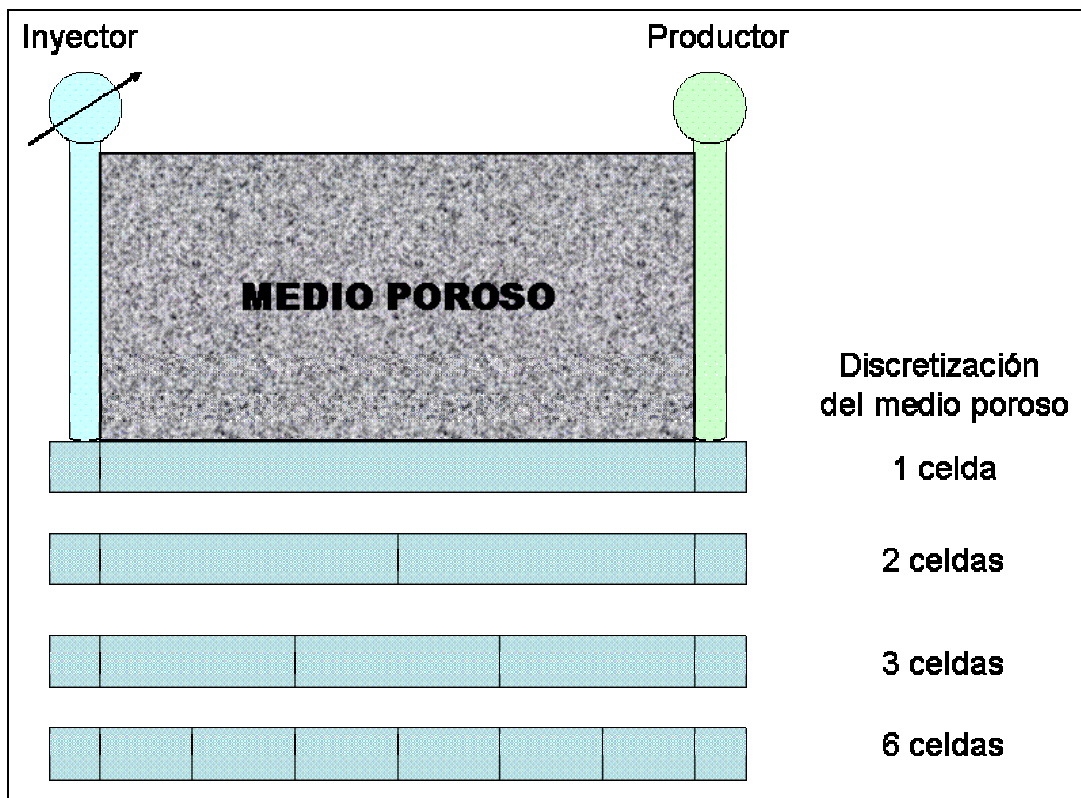 Inyector
Productor
MEDIO POROSO
Discretización
del medio poroso
1 celda
2 celdas
3 celdas
6 celdas